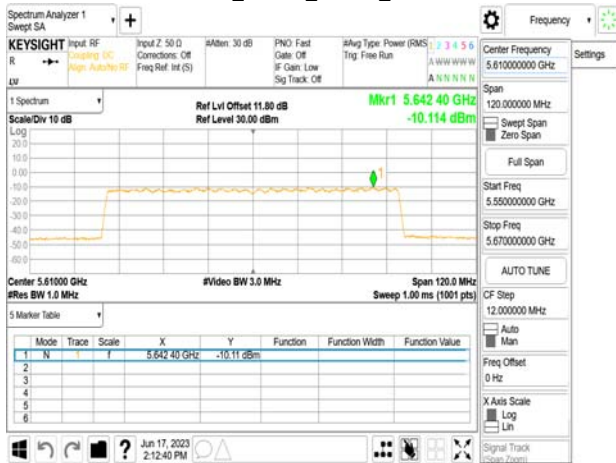 Spectrum Analyzer 1
Swept SA
Frequency
KEYSIGHT
Input: RF
Coupling: DC
Align: Auto/No RF
Input Z: 50 Ω
Corrections: Off
Freq Ref: Int (S)
#Atten: 30 dB
PNO: Fast
Gate: Off
IF Gain: Low
Sig Track: Off
#Avg Type: Power (RMS
Trig: Free Run
1 2 3 4 5 6
A W W W W W
A N N N N N
R
LV
Center Frequency
5.610000000 GHz
Settings
1 Spectrum
Scale/Div 10 dB
Ref Lvl Offset 11.80 dB
Ref Level 30.00 dBm
Mkr1 5.642 40 GHz
-10.114 dBm
Span
120.000000 MHz
Swept Span
Zero Span
Full Span
Log
20.0
10.0
0.00
-10.0
-20.0
-30.0
-40.0
-50.0
-60.0
1
Start Freq
5.550000000 GHz
Stop Freq
5.670000000 GHz
AUTO TUNE
Center 5.61000 GHz
#Res BW 1.0 MHz
#Video BW 3.0 MHz
Span 120.0 MHz
Sweep 1.00 ms (1001 pts)
CF Step
12.000000 MHz
Auto
Man
5 Marker Table
Mode Trace Scale X Y Function Function Width Function Value
1 N 1 f 5.642 40 GHz -10.11 dBm
2
3
4
5
6
Freq Offset
0 Hz
X Axis Scale
Log
Lin
Signal Track
(Span Zoom)
Jun 17, 2023
2:12:40 PM